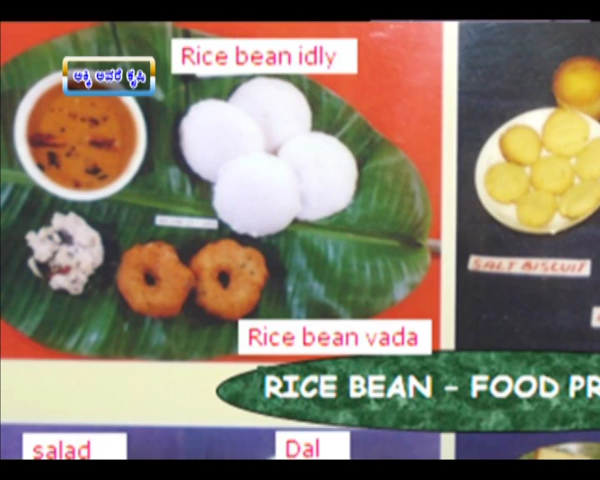 Rice bean idly
ಅಕ್ಕಿ ಅವರೆ ಕೃಷಿ
SALT BISCUIT
Rice bean vada
RICE BEAN - FOOD PR
salad
Dal